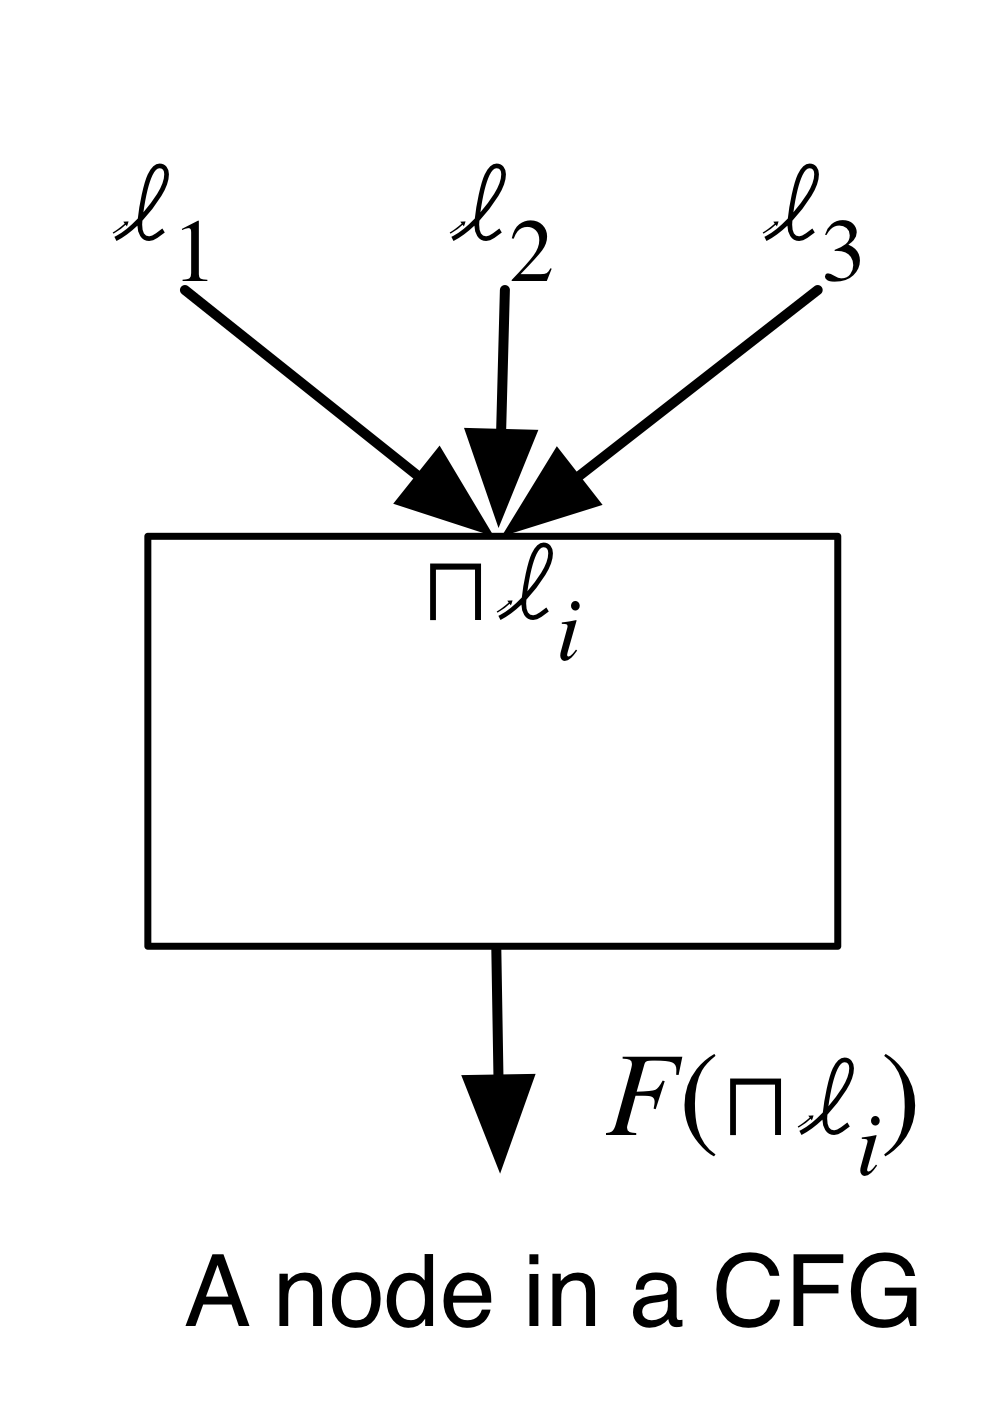 ℓ₁ ℓ₂ ℓ₃
⊓ℓᵢ
F(⊓ℓᵢ)
A node in a CFG